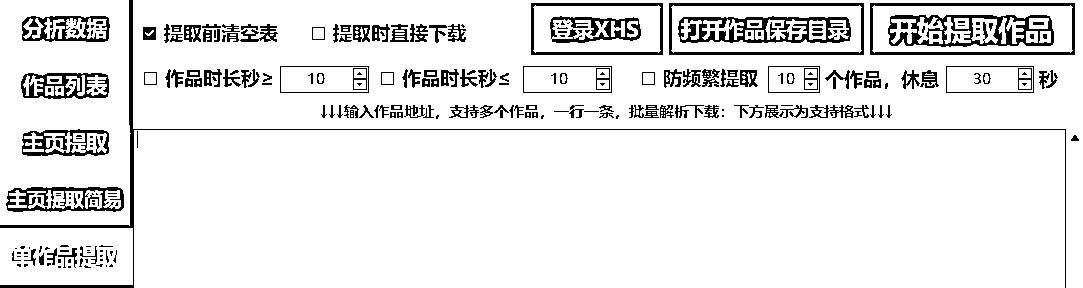 分析数据
作品列表
主页提取
主页提取简易
单作品提取
提取前清空表 提取时直接下载 登录XHS 打开作品保存目录 开始提取作品
作品时长秒≥ 10 作品时长秒≤ 10 防频繁提取 10 个作品，休息 30 秒
↓↓↓输入作品地址，支持多个作品，一行一条，批量解析下载：下方展示为支持格式↓↓↓